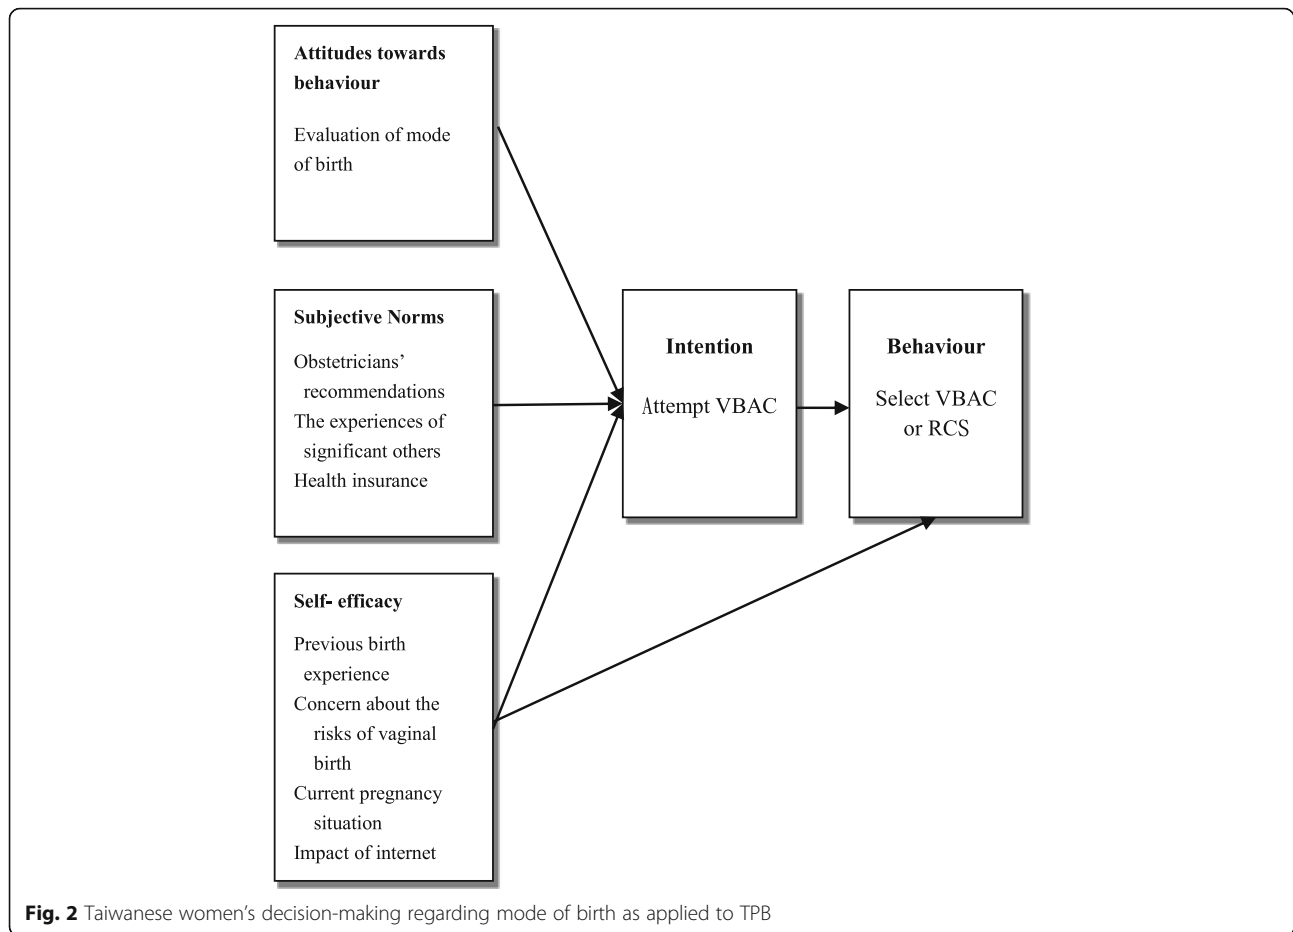 Attitudes towards
behaviour
Evaluation of mode
of birth
Subjective Norms
Obstetricians’
recommendations
The experiences of
significant others
Health insurance
Self- efficacy
Previous birth
experience
Concern about the
risks of vaginal
birth
Current pregnancy
situation
Impact of internet
Intention
Attempt VBAC
Behaviour
Select VBAC
or RCS
Fig. 2 Taiwanese women’s decision-making regarding mode of birth as applied to TPB